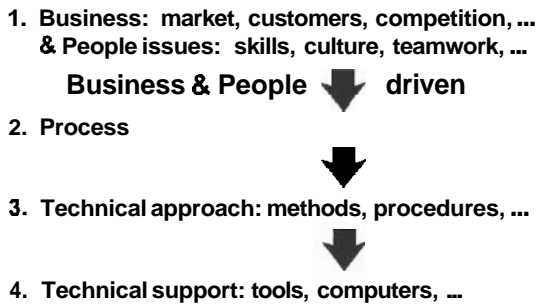 1. Business: market, customers, competition, ...
& People issues: skills, culture, teamwork, ...
Business & People driven
2. Process
3. Technical approach: methods, procedures, ...
4. Technical support: tools, computers, ...